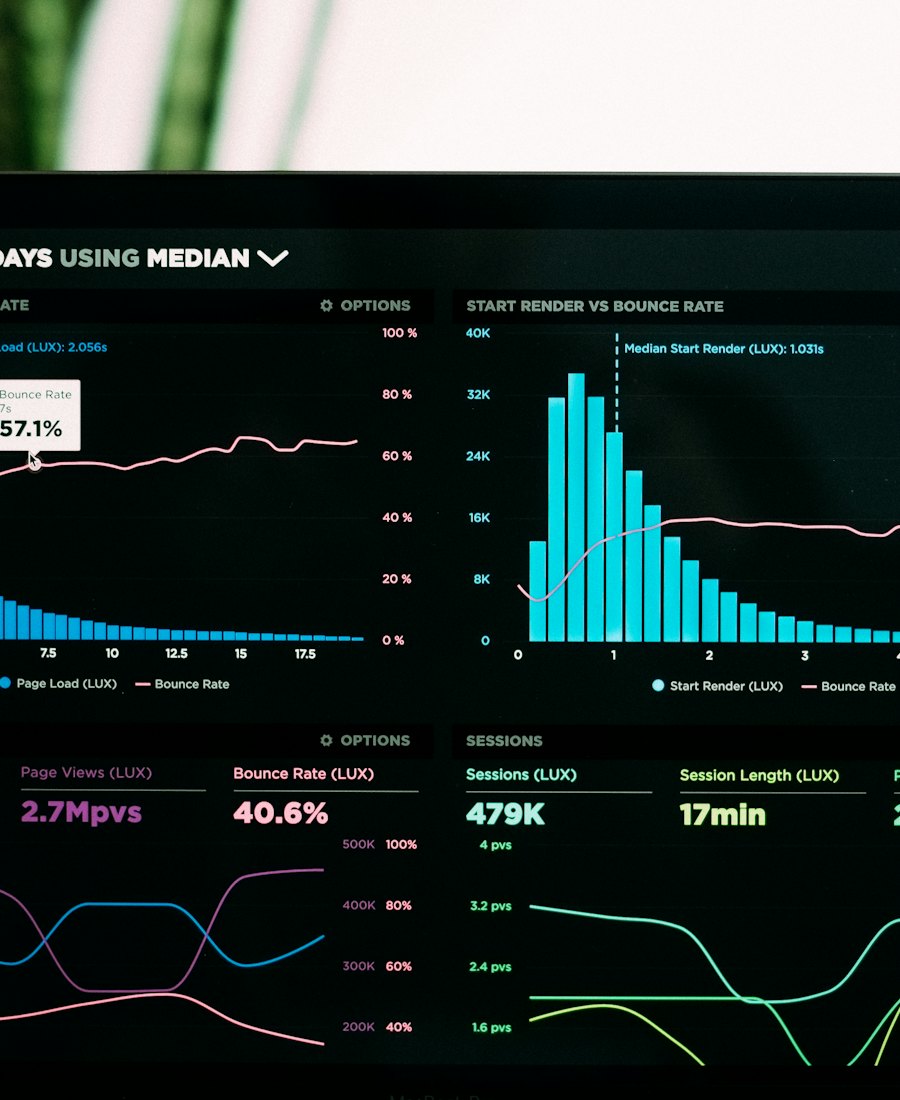 DAYS USING MEDIAN
ATE
OPTIONS
Load (LUX): 2.056s
Bounce Rate
7s
57.1%
100 %
80 %
60 %
40 %
20 %
0 %
7.5 10 12.5 15 17.5
Page Load (LUX) Bounce Rate
START RENDER VS BOUNCE RATE
Median Start Render (LUX): 1.031s
40K
32K
24K
16K
8K
0
0 1 2 3 4
Start Render (LUX) Bounce Rate
OPTIONS
Page Views (LUX) Bounce Rate (LUX)
2.7Mpvs 40.6%
500K 100%
400K 80%
300K 60%
200K 40%
SESSIONS
Sessions (LUX) Session Length (LUX)
479K 17min
4 pvs
3.2 pvs
2.4 pvs
1.6 pvs